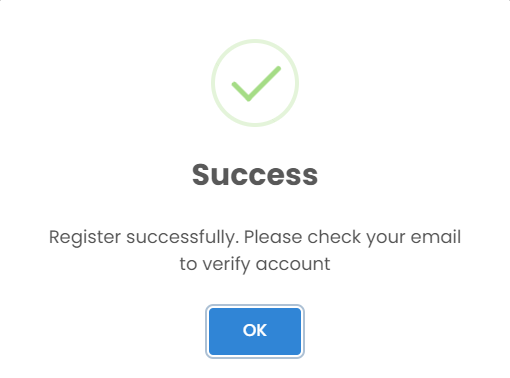 Success
Register successfully. Please check your email
to verify account
OK